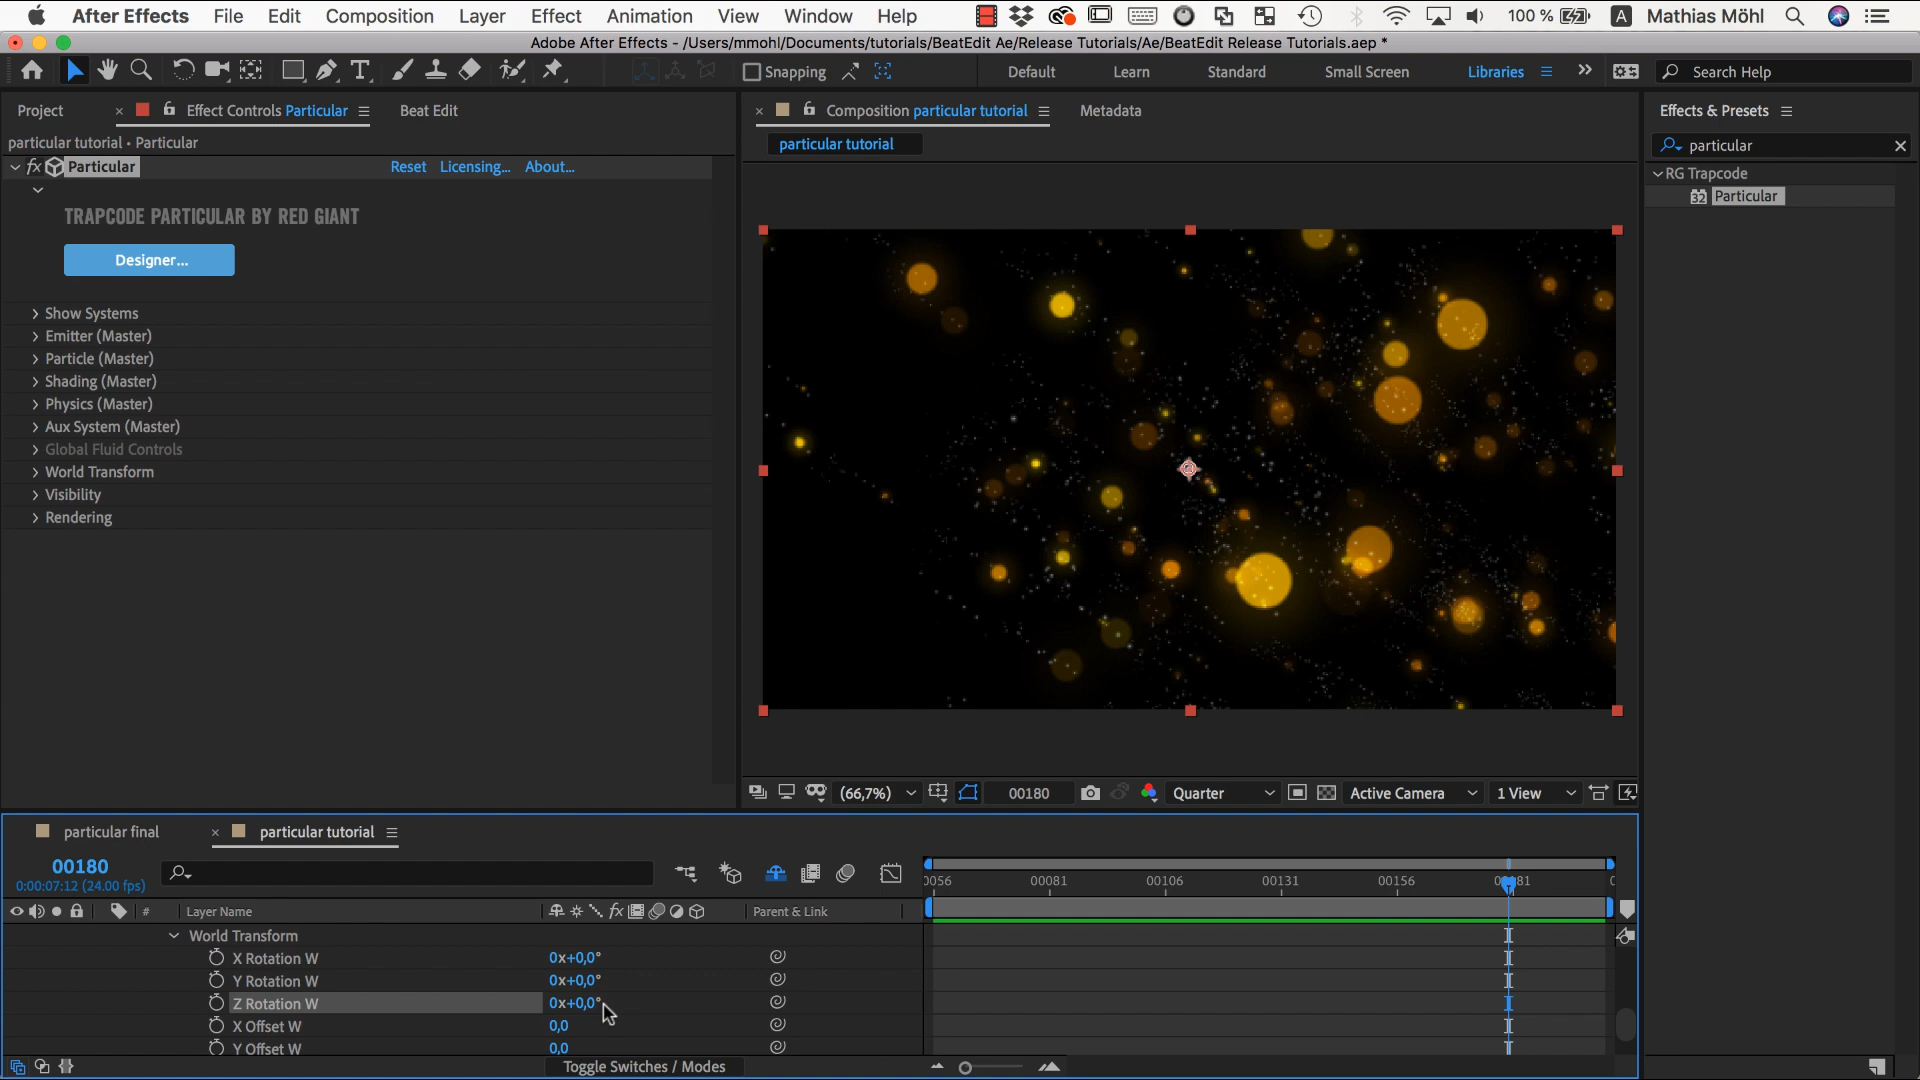 After Effects File Edit Composition Layer Effect Animation View Window Help 100 % A Mathias Möhl
Adobe After Effects - /Users/mmohl/Documents/tutorials/BeatEdit Ae/Release Tutorials/Ae/BeatEdit Release Tutorials.aep *
Snapping Default Learn Standard Small Screen Libraries Search Help
Project Effect Controls Particular Beat Edit
particular tutorial • Particular
fx Particular Reset Licensing... About...
TRAPCODE PARTICULAR BY RED GIANT
Designer...
Show Systems
Emitter (Master)
Particle (Master)
Shading (Master)
Physics (Master)
Aux System (Master)
Global Fluid Controls
World Transform
Visibility
Rendering
Composition particular tutorial Metadata
particular tutorial
(66,7%) 00180 Quarter Active Camera 1 View
Effects & Presets
particular
RG Trapcode
32 Particular
particular final particular tutorial
00180
0:00:07:12 (24.00 fps)
0056 00081 00106 00131 00156
# Layer Name fx Parent & Link
World Transform
X Rotation W 0x+0,0°
Y Rotation W 0x+0,0°
Z Rotation W 0x+0,0°
X Offset W 0,0
Y Offset W 0,0
Toggle Switches / Modes